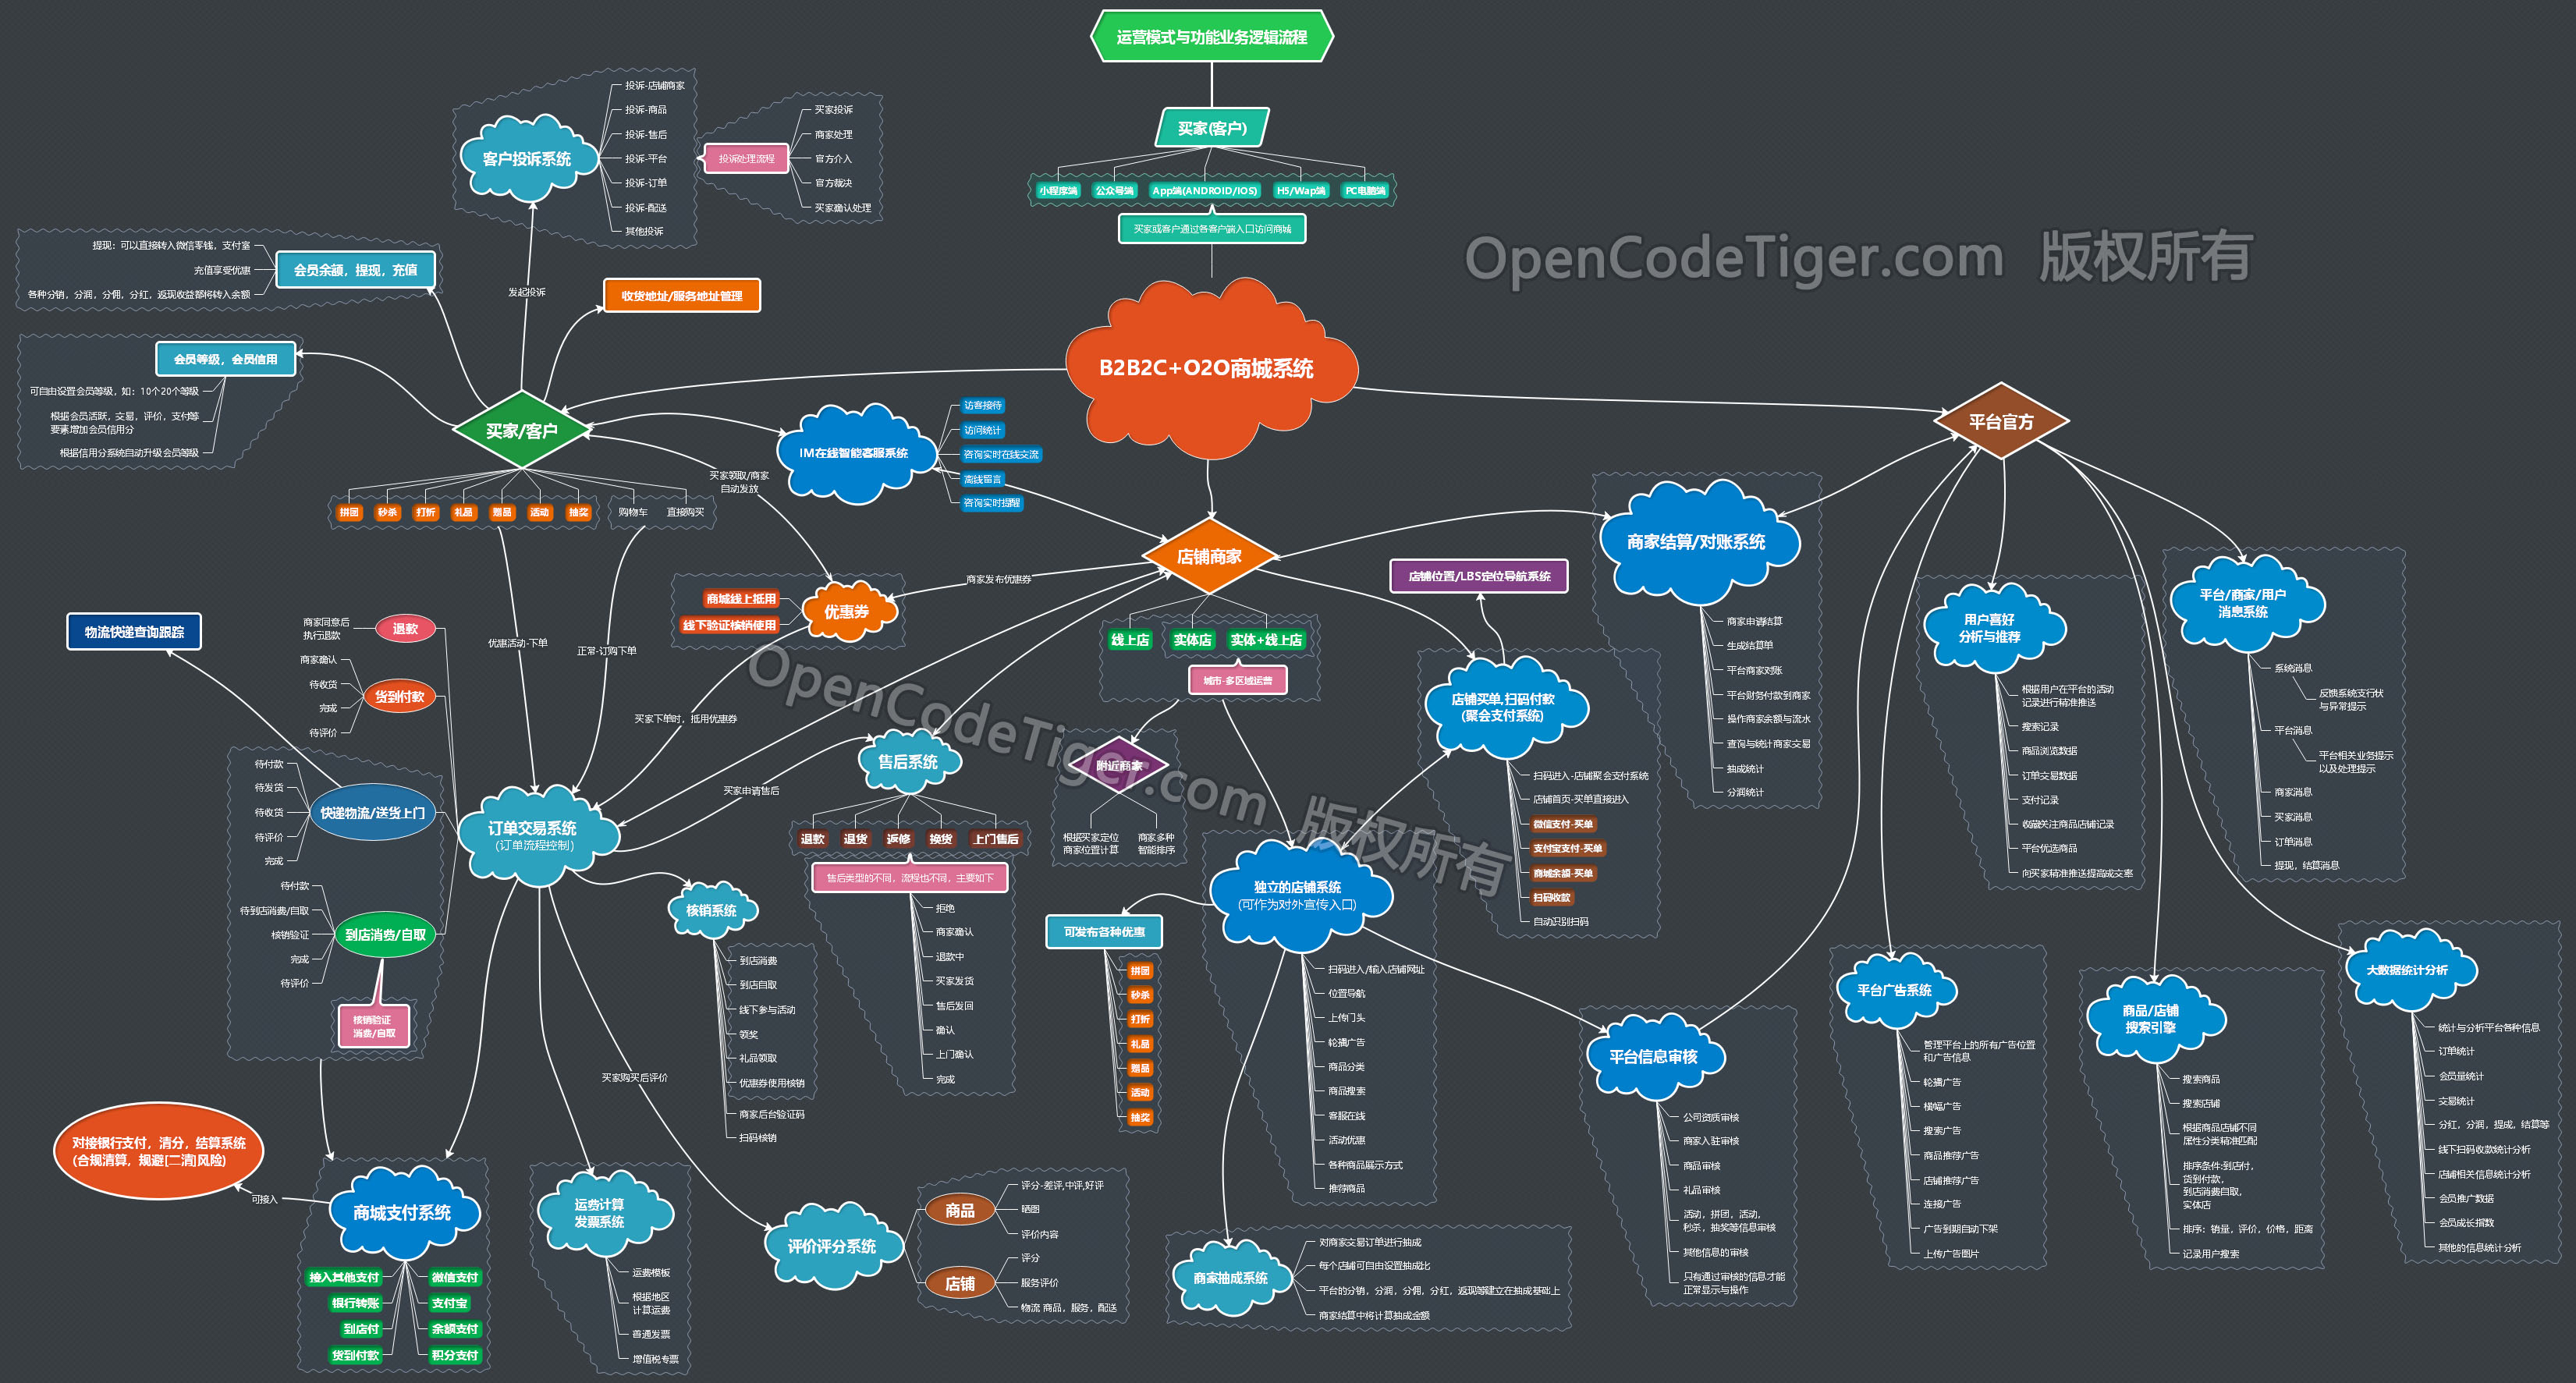 运营模式与功能业务逻辑流程
买家(客户)
小程序端
公众号端
App端(ANDROID/IOS)
H5/Wap端
PC电脑端
买家或客户通过各客户端入口访问商城
OpenCodeTiger.com 版权所有
B2B2C+O2O商城系统
客户投诉系统
投诉-店铺商家
投诉-商品
投诉-售后
投诉-平台
投诉-订单
投诉-配送
其他投诉
投诉处理流程
买家投诉
商家处理
官方介入
官方裁决
买家确认处理
发起投诉
会员余额，提现，充值
提现：可以直接转入微信零钱，支付宝
充值享受优惠
各种分销，分润，分佣，分红，返现收益都将转入余额
收货地址/服务地址管理
会员等级，会员信用
可自由设置会员等级，如：10个20个等级
根据会员活跃，交易，评价，支付等
要素增加会员信用分
根据信用分系统自动升级会员等级
买家/客户
拼团
秒杀
打折
礼品
赠品
活动
抽奖
购物车
直接购买
IM在线智能客服系统
访客接待
访问统计
咨询实时在线交流
离线留言
咨询实时提醒
买家领取/商家
自动发放
优惠券
商城线上抵用
线下验证核销使用
商家发布优惠券
优惠活动-下单
正常-订购下单
买家下单时，抵用优惠券
店铺商家
线上店
实体店
实体+线上店
城市-多区域运营
附近商家
根据买家定位
商家位置计算
商家多种
智能排序
OpenCodeTiger.com 版权所有
店铺位置/LBS定位导航系统
店铺买单,扫码付款
(聚会支付系统)
扫码进入-店铺聚会支付系统
店铺首页-买单直接进入
微信支付-买单
支付宝支付-买单
商城余额-买单
扫码收款
自动识别扫码
商家结算/对账系统
商家申请结算
生成结算单
平台商家对账
平台财务付款到商家
操作商家余额与流水
查询与统计商家交易
抽成统计
分润统计
平台官方
用户喜好
分析与推荐
根据用户在平台的活动
记录进行精准推送
搜索记录
商品浏览数据
订单交易数据
支付记录
收藏关注商品店铺记录
平台优选商品
向买家精准推送提高成交率
平台/商家/用户
消息系统
系统消息
反馈系统支行状
与异常提示
平台消息
平台相关业务提示
以及处理提示
商家消息
买家消息
订单消息
提现，结算消息
物流快递查询跟踪
退款
商家同意后
执行退款
货到付款
商家确认
待收货
完成
待评价
快递物流/送货上门
待付款
待发货
待收货
待评价
完成
到店消费/自取
待付款
待到店消费/自取
核销验证
完成
待评价
核销验证
消费/自取
订单交易系统
(订单流程控制)
买家申请售后
售后系统
退款
退货
返修
换货
上门售后
售后类型的不同，流程也不同，主要如下
拒绝
商家确认
退款中
买家发货
售后发回
确认
上门确认
完成
核销系统
到店消费
到店自取
线下参与活动
领奖
礼品领取
优惠券使用核销
商家后台验证码
扫码核销
买家购买后评价
独立的店铺系统
(可作为对外宣传入口)
扫码进入/输入店铺网址
位置导航
上传门头
轮播广告
商品分类
商品搜索
客服在线
活动优惠
各种商品展示方式
推荐商品
可发布各种优惠
拼团
秒杀
打折
礼品
赠品
活动
抽奖
平台信息审核
公司资质审核
商家入驻审核
商品审核
礼品审核
活动，拼团，活动，
秒杀，抽奖等信息审核
其他信息的审核
只有通过审核的信息才能
正常显示与操作
平台广告系统
管理平台上的所有广告位置
和广告信息
轮播广告
横幅广告
搜索广告
商品推荐广告
店铺推荐广告
连接广告
广告到期自动下架
上传广告图片
商品/店铺
搜索引擎
搜索商品
搜索店铺
根据商品店铺不同
属性分类精准匹配
排序条件:到店付，
货到付款，
到店消费自取，
实体店
排序：销量，评价，价格，距离
记录用户搜索
大数据统计分析
统计与分析平台各种信息
订单统计
会员量统计
交易统计
分红，分润，提成，结算等
线下扫码收款统计分析
店铺相关信息统计分析
会员推广数据
会员成长指数
其他的信息统计分析
对接银行支付，清分，结算系统
(合规清算，规避[二清]风险)
可接入
商城支付系统
接入其他支付
银行转账
到店付
货到付款
微信支付
支付宝
余额支付
积分支付
运费计算
发票系统
运费模板
根据地区
计算运费
普通发票
增值税专票
评价评分系统
商品
评分-差评,中评,好评
晒图
评价内容
店铺
评分
服务评价
物流 商品，服务，配送
商家抽成系统
对商家交易订单进行抽成
每个店铺可自由设置抽成比
平台的分销，分润，分佣，分红，返现等建立在抽成基础上
商家结算中将计算抽成金额